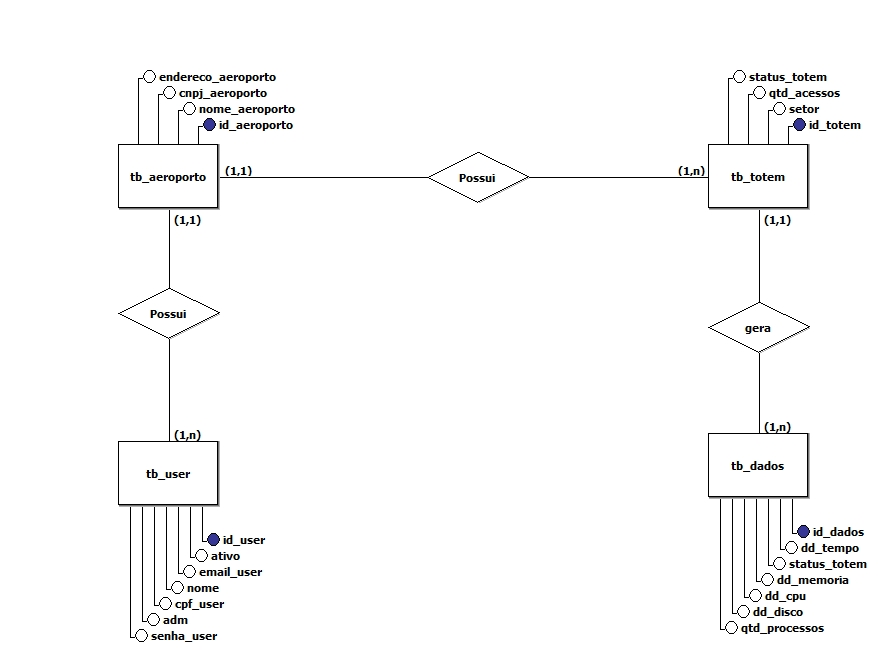 endereco_aeroporto
cnpj_aeroporto
nome_aeroporto
id_aeroporto
tb_aeroporto
(1,1)
(1,1)
Possui
(1,n)
status_totem
qtd_acessos
setor
id_totem
tb_totem
(1,1)
Possui
gera
(1,n)
tb_user
id_user
ativo
email_user
nome
cpf_user
adm
senha_user
(1,n)
tb_dados
id_dados
dd_tempo
status_totem
dd_memoria
dd_cpu
dd_disco
qtd_processos